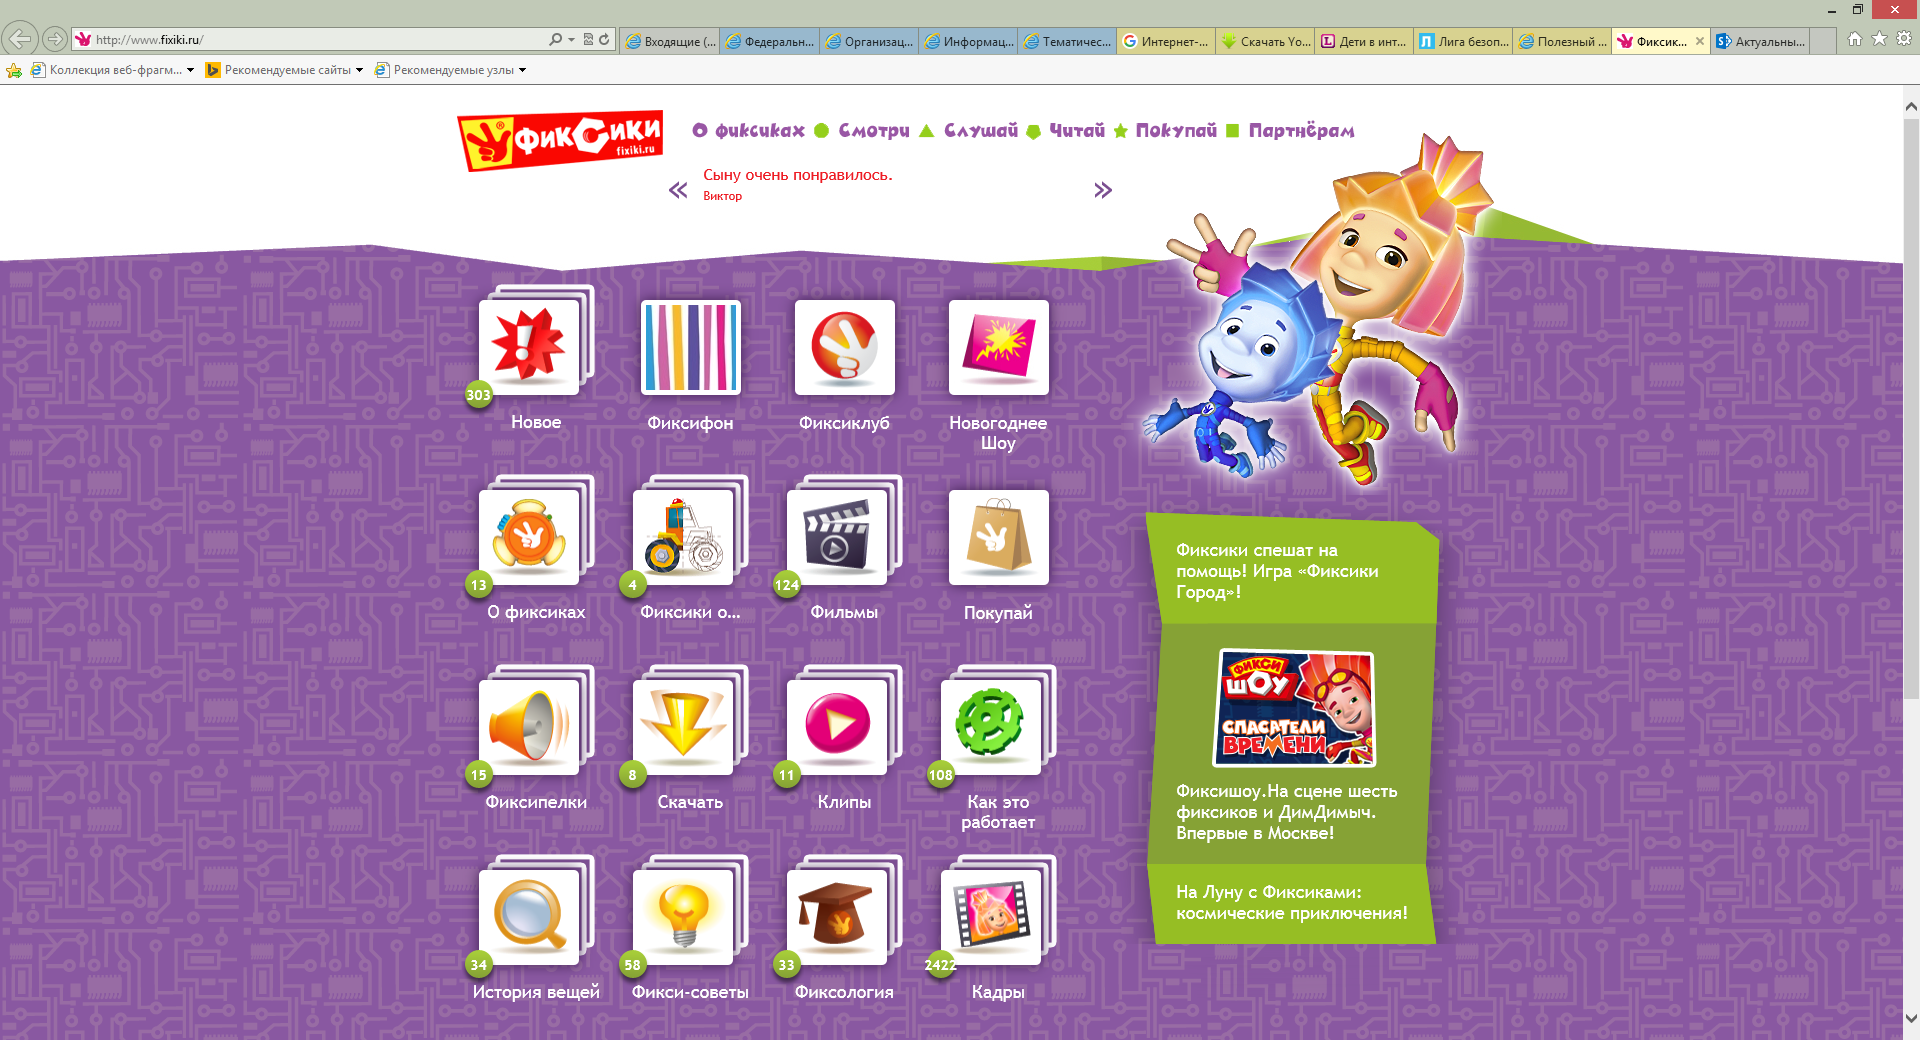 http://www.fixiki.ru/
Входящие (...
Федеральн...
Организац...
Информац...
Тематичес...
Интернет-...
Скачать Yo...
Дети в инт...
Лига безоп...
Полезный ...
Фиксик...
Актуальны...
Коллекция веб-фрагм...
Рекомендуемые сайты
Рекомендуемые узлы
фиксики
fixiki.ru
О фиксиках Смотри Слушай Читай Покупай Партнёрам
« Сыну очень понравилось. »
Виктор
303
Новое
Фиксифон
Фиксиклуб
Новогоднее
Шоу
13
О фиксиках
4
Фиксики о...
124
Фильмы
Покупай
15
Фиксипелки
8
Скачать
11
Клипы
108
Как это
работает
34
История вещей
58
Фикси-советы
33
Фиксология
2422
Кадры
Фиксики спешат на
помощь! Игра «Фиксики
Город»!
ФИКСИ
ШОУ
СПАСАТЕЛИ
ВРЕМЕНИ
Фиксишоу.На сцене шесть
фиксиков и ДимДимыч.
Впервые в Москве!
На Луну с Фиксиками:
космические приключения!